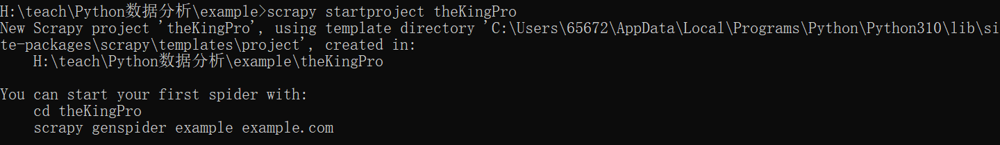 H:\teach\Python数据分析\example>scrapy startproject theKingPro
New Scrapy project 'theKingPro', using template directory 'C:\Users\65672\AppData\Local\Programs\Python\Python310\lib\si
te-packages\scrapy\templates\project', created in:
    H:\teach\Python数据分析\example\theKingPro

You can start your first spider with:
    cd theKingPro
    scrapy genspider example example.com